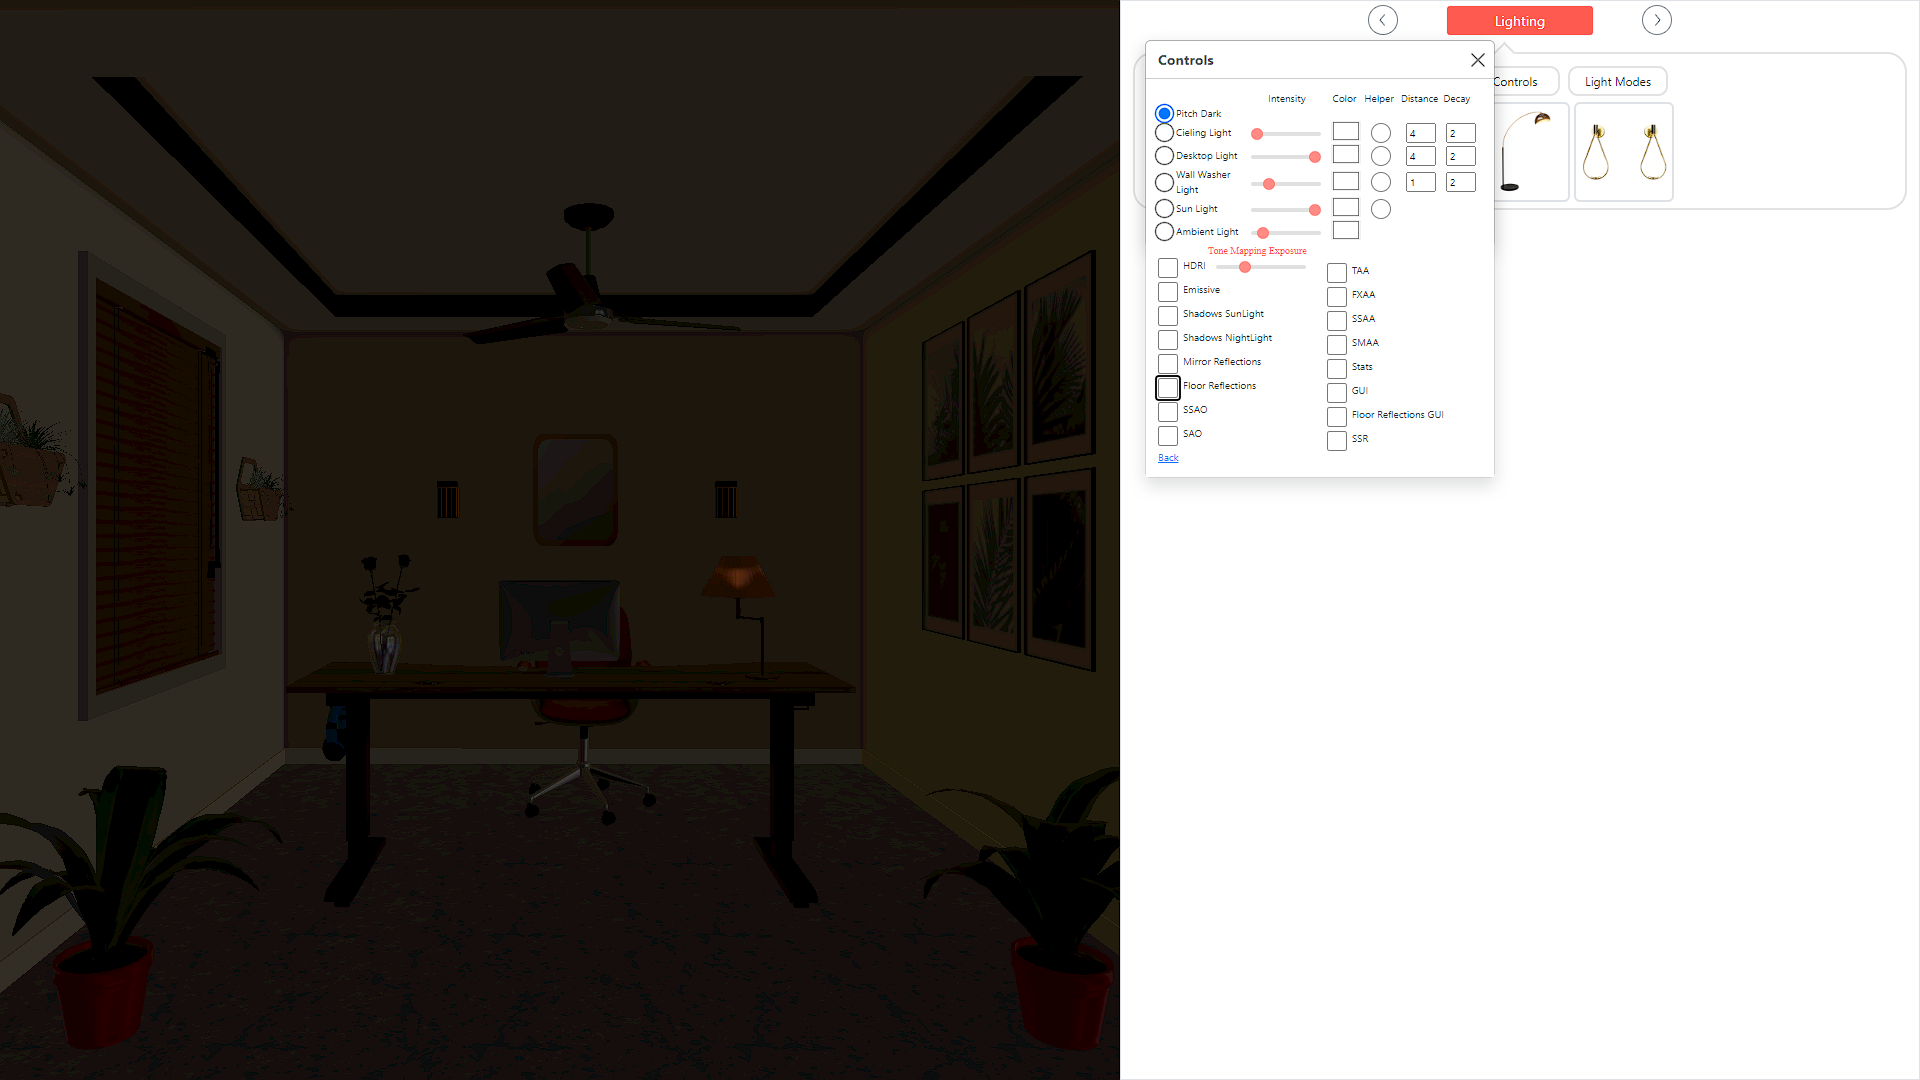 Lighting
Controls
Controls
Light Modes
Intensity Color Helper Distance Decay
Pitch Dark
Cieling Light 4 2
Desktop Light 4 2
Wall Washer
Light 1 2
Sun Light
Ambient Light
Tone Mapping Exposure
HDRI
Emissive
Shadows SunLight
Shadows NightLight
Mirror Reflections
Floor Reflections
SSAO
SAO
Back
TAA
FXAA
SSAA
SMAA
Stats
GUI
Floor Reflections GUI
SSR